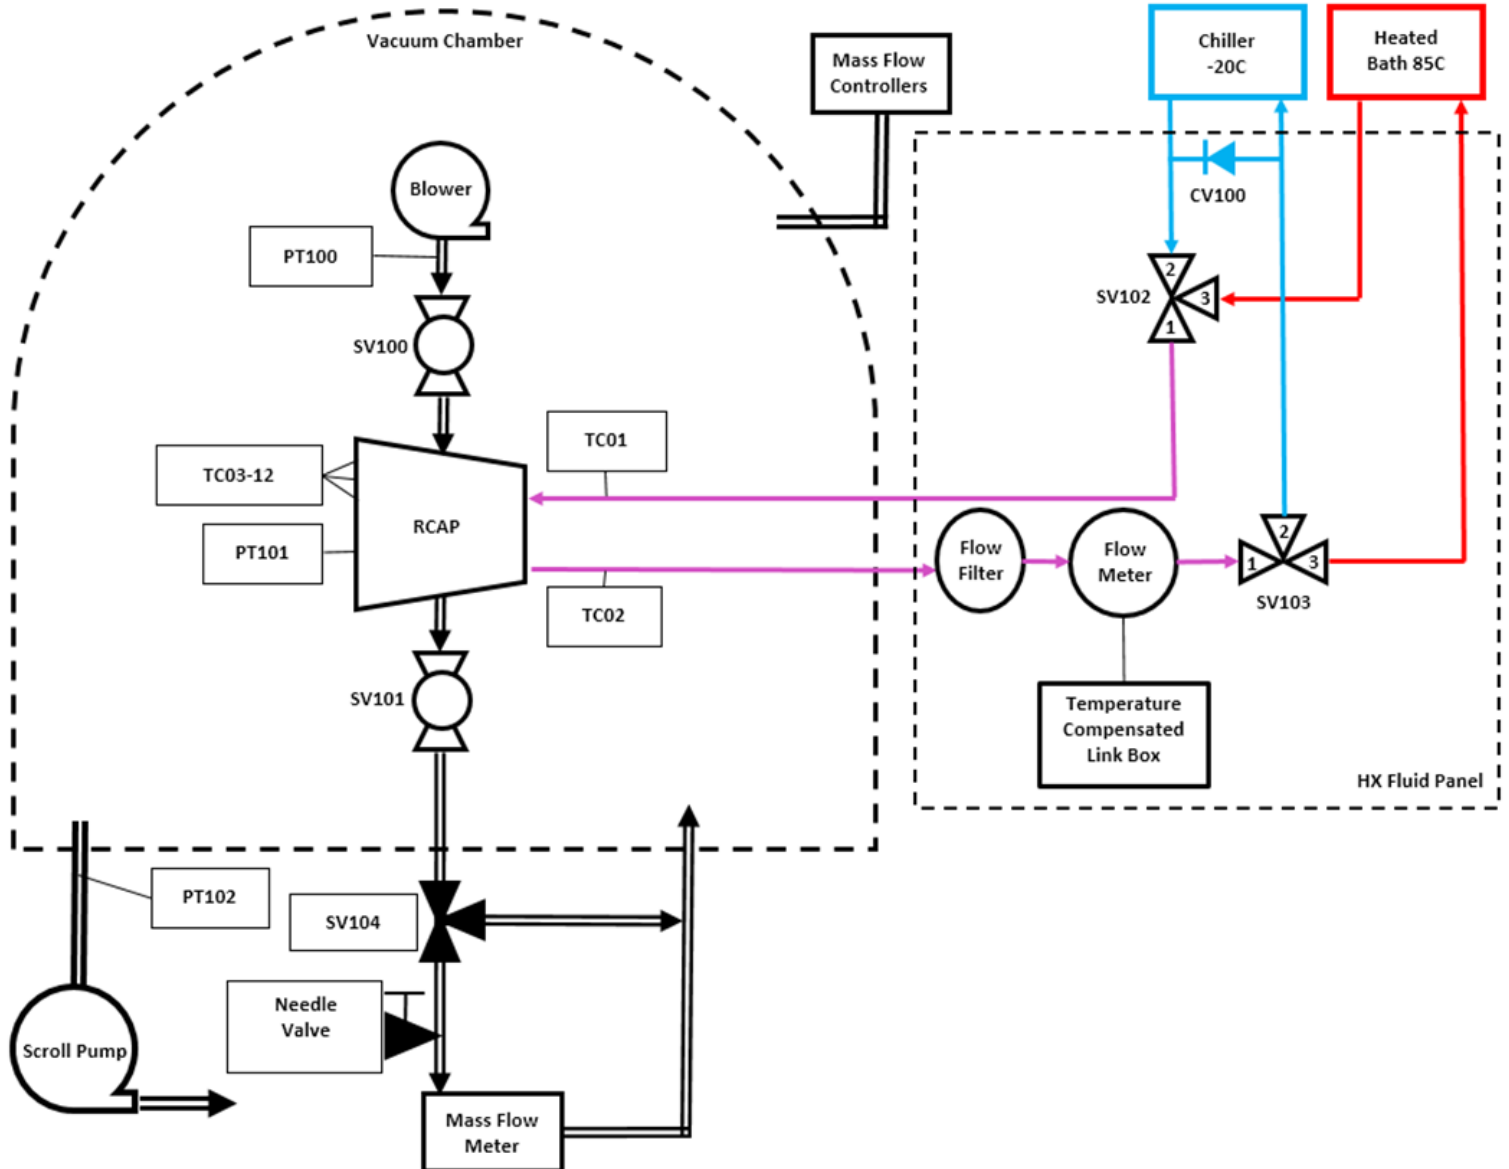 Vacuum Chamber
Mass Flow
Controllers
Chiller
-20C
Heated
Bath 85C
Blower
CV100
PT100
2
SV102
3
1
SV100
TC01
TC03-12
RCAP
PT101
Flow
Filter
Flow
Meter
2
1
3
SV103
TC02
SV101
Temperature
Compensated
Link Box
HX Fluid Panel
PT102
SV104
Needle
Valve
Scroll Pump
Mass Flow
Meter